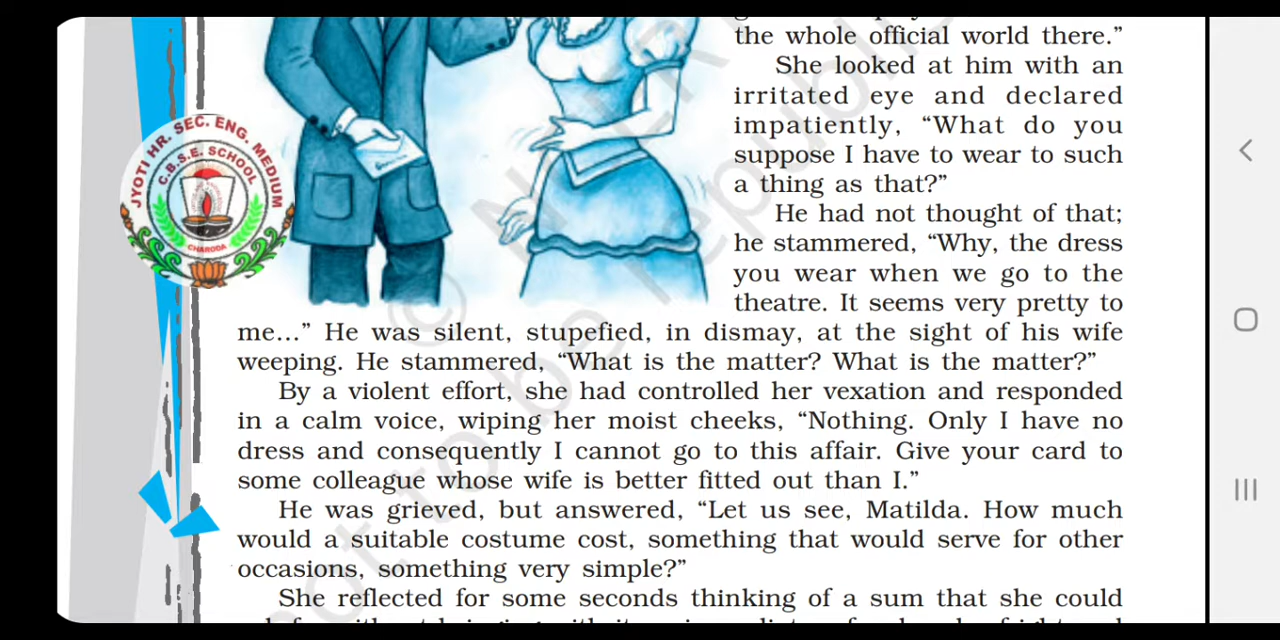 the whole official world there.”
She looked at him with an
irritated eye and declared
impatiently, “What do you
suppose I have to wear to such
a thing as that?”
He had not thought of that;
he stammered, “Why, the dress
you wear when we go to the
theatre. It seems very pretty to
me...” He was silent, stupefied, in dismay, at the sight of his wife
weeping. He stammered, “What is the matter? What is the matter?”
By a violent effort, she had controlled her vexation and responded
in a calm voice, wiping her moist cheeks, “Nothing. Only I have no
dress and consequently I cannot go to this affair. Give your card to
some colleague whose wife is better fitted out than I.”
He was grieved, but answered, “Let us see, Matilda. How much
would a suitable costume cost, something that would serve for other
occasions, something very simple?”
She reflected for some seconds thinking of a sum that she could
JYOTI HR. SEC. ENG. MEDIUM
C.B.S.E. SCHOOL
CHARODA
not to be republis